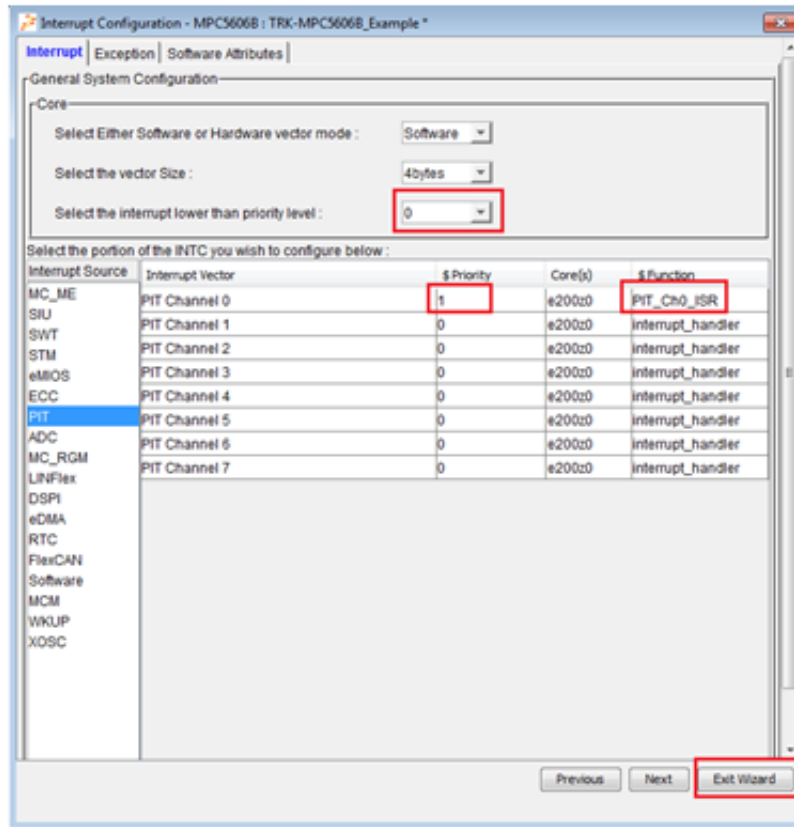 Interrupt Configuration - MPC5606B : TRK-MPC5606B_Example *
Interrupt Exception Software Attributes
General System Configuration
Core
Select Either Software or Hardware vector mode : Software
Select the vector Size : 4bytes
Select the interrupt lower than priority level : 0
Select the portion of the INTC you wish to configure below :
Interrupt Source Interrupt Vector $ Priority Core(s) $ Function
MC_ME
SIU
SWT
STM
eMIOS
ECC
PIT
ADC
MC_RGM
LINFlex
DSPI
eDMA
RTC
FlexCAN
Software
MCM
WKUP
XOSC
PIT Channel 0 1 e200z0 PIT_Ch0_ISR
PIT Channel 1 0 e200z0 interrupt_handler
PIT Channel 2 0 e200z0 interrupt_handler
PIT Channel 3 0 e200z0 interrupt_handler
PIT Channel 4 0 e200z0 interrupt_handler
PIT Channel 5 0 e200z0 interrupt_handler
PIT Channel 6 0 e200z0 interrupt_handler
PIT Channel 7 0 e200z0 interrupt_handler
Previous Next Exit Wizard